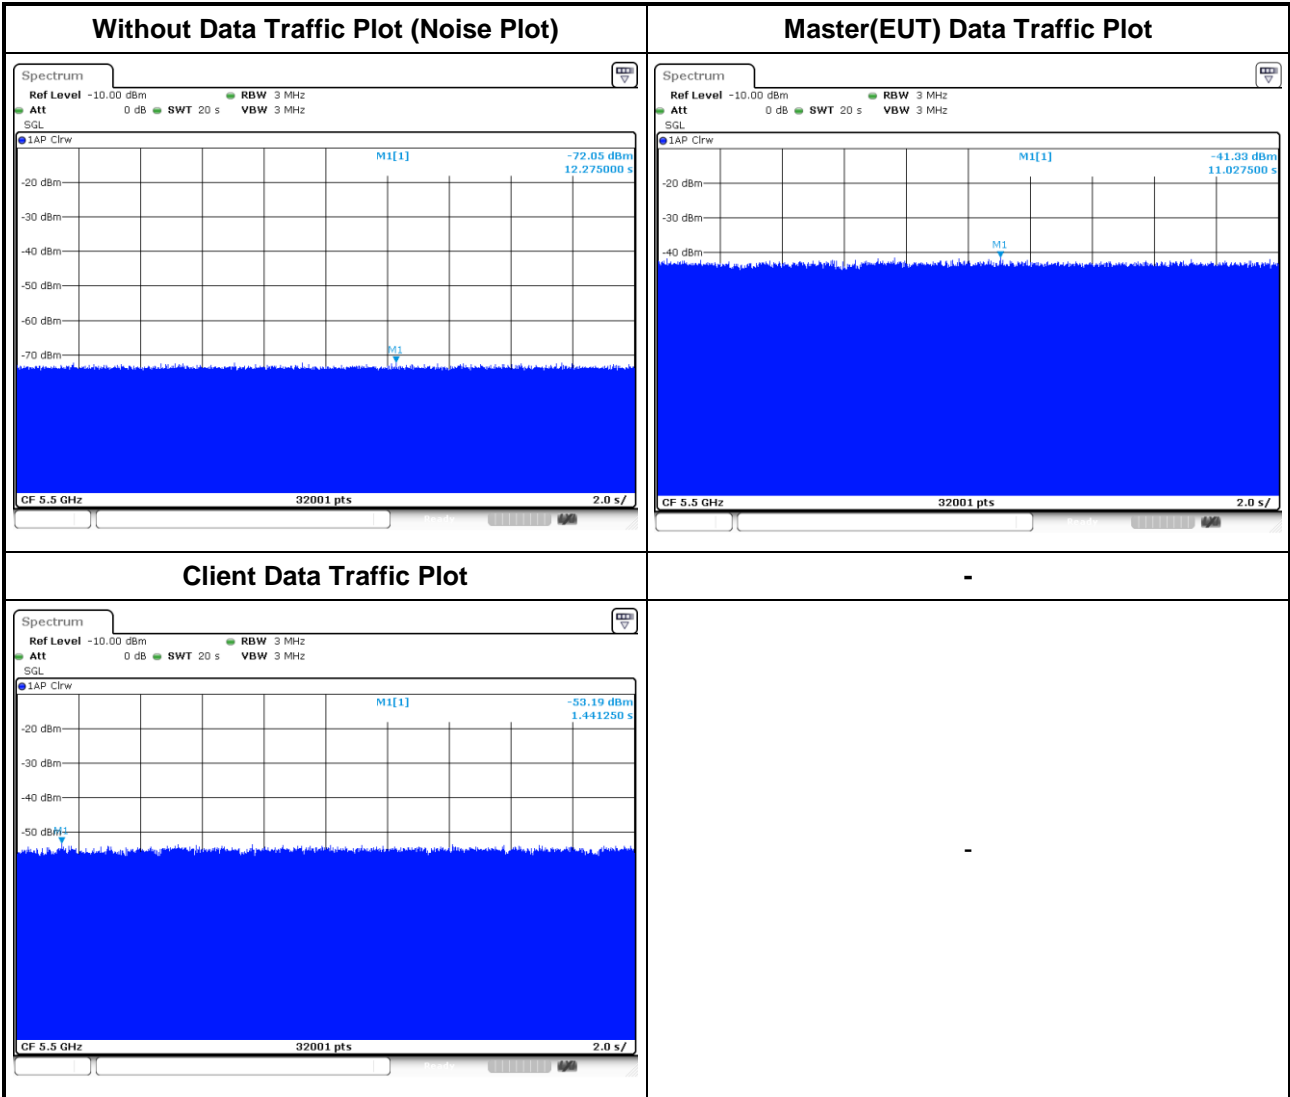 Without Data Traffic Plot (Noise Plot)
Master(EUT) Data Traffic Plot
Spectrum
Ref Level -10.00 dBm RBW 3 MHz
Att 0 dB SWT 20 s VBW 3 MHz
SGL
1AP Clrw
M1[1] -72.05 dBm
12.275000 s
-20 dBm
-30 dBm
-40 dBm
-50 dBm
-60 dBm
-70 dBm
M1
CF 5.5 GHz 32001 pts 2.0 s/
Ready
Spectrum
Ref Level -10.00 dBm RBW 3 MHz
Att 0 dB SWT 20 s VBW 3 MHz
SGL
1AP Clrw
M1[1] -41.33 dBm
11.027500 s
-20 dBm
-30 dBm
-40 dBm
M1
CF 5.5 GHz 32001 pts 2.0 s/
Ready
Client Data Traffic Plot
-
Spectrum
Ref Level -10.00 dBm RBW 3 MHz
Att 0 dB SWT 20 s VBW 3 MHz
SGL
1AP Clrw
M1[1] -53.19 dBm
1.441250 s
-20 dBm
-30 dBm
-40 dBm
-50 dBm
M1
CF 5.5 GHz 32001 pts 2.0 s/
Ready
-